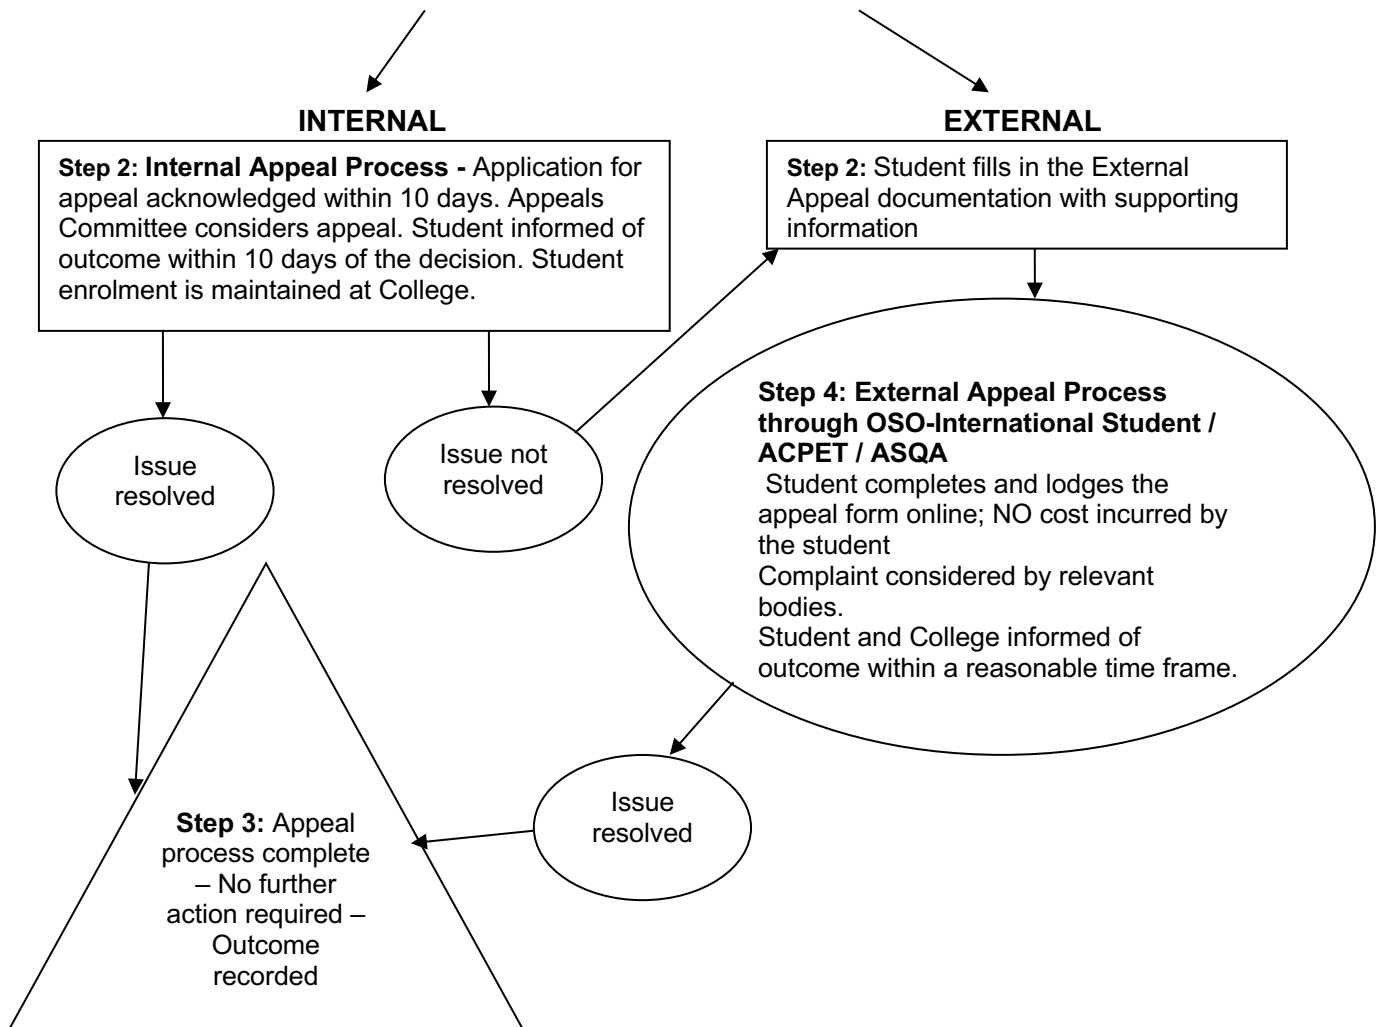 INTERNAL
Step 2: Internal Appeal Process - Application for
appeal acknowledged within 10 days. Appeals
Committee considers appeal. Student informed of
outcome within 10 days of the decision. Student
enrolment is maintained at College.
EXTERNAL
Step 2: Student fills in the External
Appeal documentation with supporting
information
Issue
resolved
Issue not
resolved
Step 4: External Appeal Process
through OSO-International Student /
ACPET / ASQA
Student completes and lodges the
appeal form online; NO cost incurred by
the student
Complaint considered by relevant
bodies.
Student and College informed of
outcome within a reasonable time frame.
Issue
resolved
Step 3: Appeal
process complete
– No further
action required –
Outcome
recorded